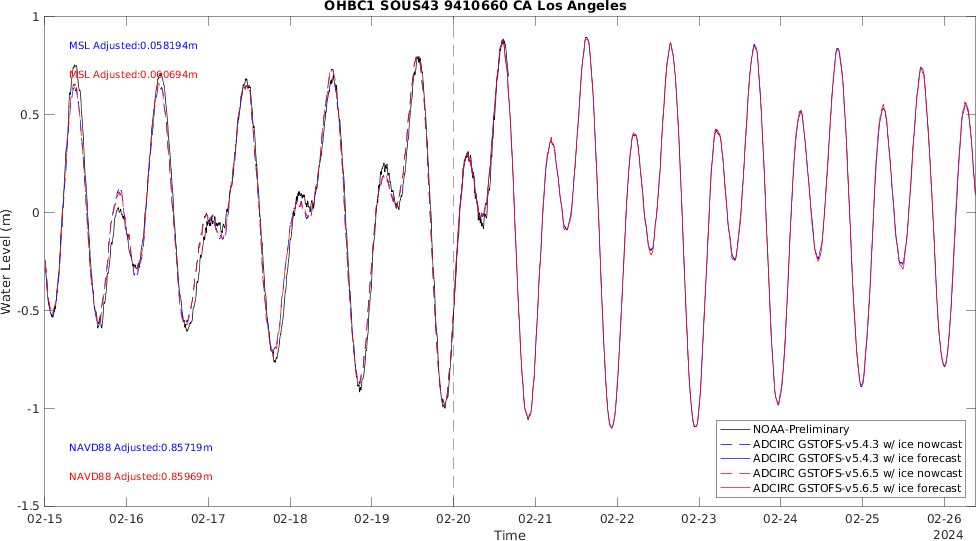 OHBC1 SOUS43 9410660 CA Los Angeles
1
MSL Adjusted:0.058194m
MSL Adjusted:0.060694m
0.5
0
Water Level (m)
-0.5
-1
NAVD88 Adjusted:0.85719m
NAVD88 Adjusted:0.85969m
-1.5
NOAA-Preliminary
ADCIRC GSTOFS-v5.4.3 w/ ice nowcast
ADCIRC GSTOFS-v5.4.3 w/ ice forecast
ADCIRC GSTOFS-v5.6.5 w/ ice nowcast
ADCIRC GSTOFS-v5.6.5 w/ ice forecast
02-15 02-16 02-17 02-18 02-19 02-20 02-21 02-22 02-23 02-24 02-25 02-26
Time
2024